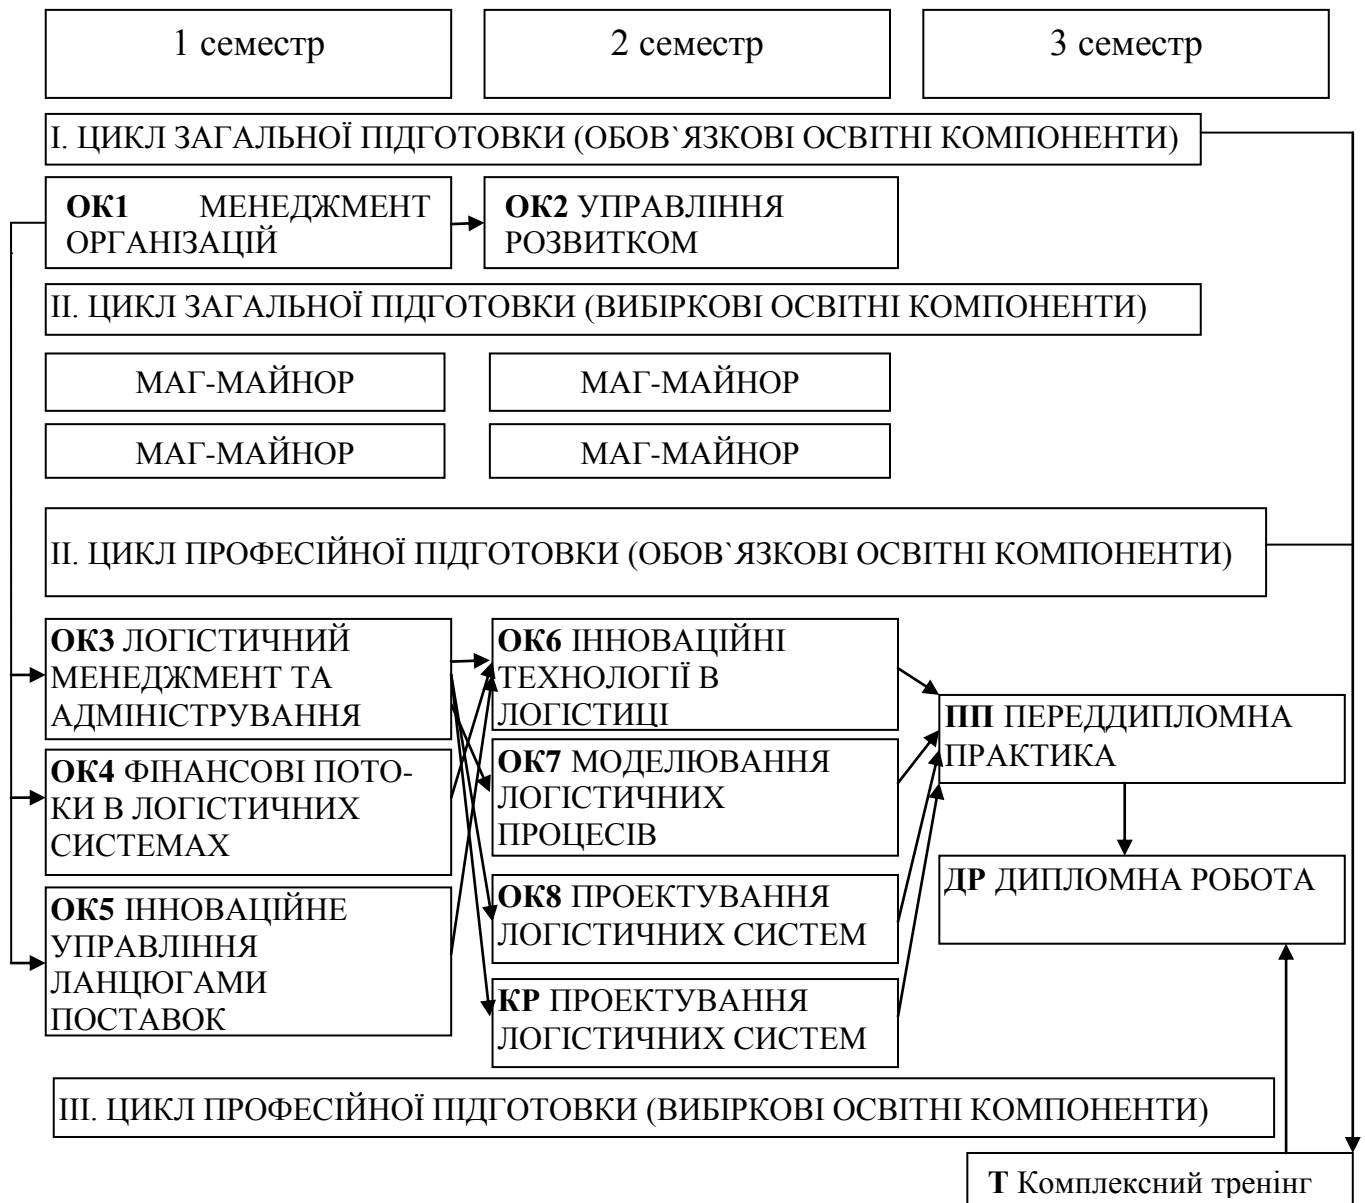 1 семестр
2 семестр
3 семестр
І. ЦИКЛ ЗАГАЛЬНОЇ ПІДГОТОВКИ (ОБОВ`ЯЗКОВІ ОСВІТНІ КОМПОНЕНТИ)
ОК1 МЕНЕДЖМЕНТ
ОРГАНІЗАЦІЙ
ОК2 УПРАВЛІННЯ
РОЗВИТКОМ
ІІ. ЦИКЛ ЗАГАЛЬНОЇ ПІДГОТОВКИ (ВИБІРКОВІ ОСВІТНІ КОМПОНЕНТИ)
МАГ-МАЙНОР
МАГ-МАЙНОР
МАГ-МАЙНОР
МАГ-МАЙНОР
ІІ. ЦИКЛ ПРОФЕСІЙНОЇ ПІДГОТОВКИ (ОБОВ`ЯЗКОВІ ОСВІТНІ КОМПОНЕНТИ)
ОК3 ЛОГІСТИЧНИЙ
МЕНЕДЖМЕНТ ТА
АДМІНІСТРУВАННЯ
ОК4 ФІНАНСОВІ ПОТО-
КИ В ЛОГІСТИЧНИХ
СИСТЕМАХ
ОК5 ІННОВАЦІЙНЕ
УПРАВЛІННЯ
ЛАНЦЮГАМИ
ПОСТАВОК
ОК6 ІННОВАЦІЙНІ
ТЕХНОЛОГІЇ В
ЛОГІСТИЦІ
ОК7 МОДЕЛЮВАННЯ
ЛОГІСТИЧНИХ
ПРОЦЕСІВ
ОК8 ПРОЕКТУВАННЯ
ЛОГІСТИЧНИХ СИСТЕМ
КР ПРОЕКТУВАННЯ
ЛОГІСТИЧНИХ СИСТЕМ
ПП ПЕРЕДДИПЛОМНА
ПРАКТИКА
ДР ДИПЛОМНА РОБОТА
ІІІ. ЦИКЛ ПРОФЕСІЙНОЇ ПІДГОТОВКИ (ВИБІРКОВІ ОСВІТНІ КОМПОНЕНТИ)
Т Комплексний тренінг